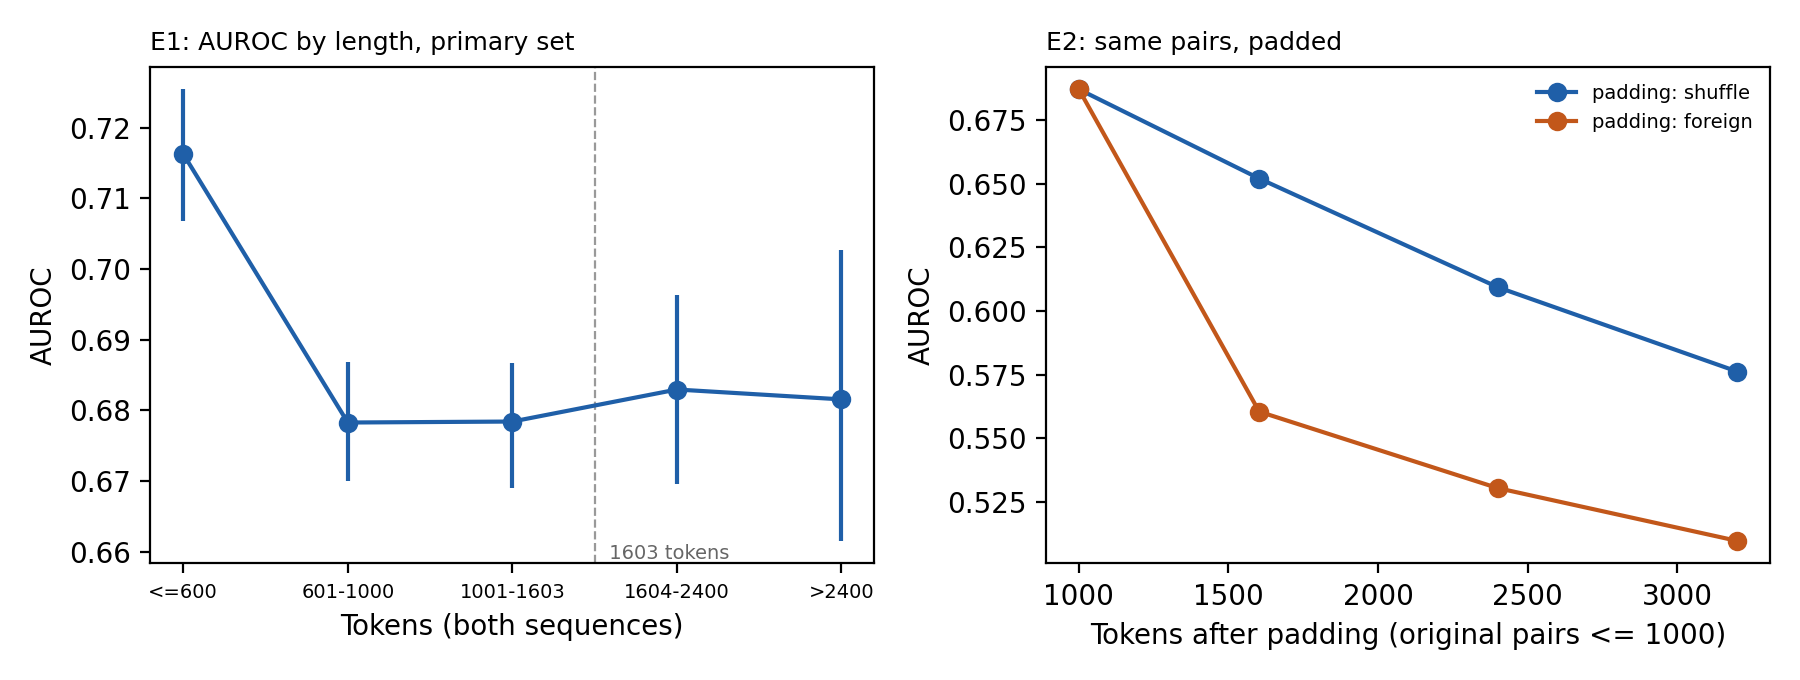 E1: AUROC by length, primary set
AUROC
0.72
0.71
0.70
0.69
0.68
0.67
0.66
1603 tokens
<=600 601-1000 1001-1603 1604-2400 >2400
Tokens (both sequences)
E2: same pairs, padded
AUROC
0.675
0.650
0.625
0.600
0.575
0.550
0.525
padding: shuffle
padding: foreign
1000 1500 2000 2500 3000
Tokens after padding (original pairs <= 1000)